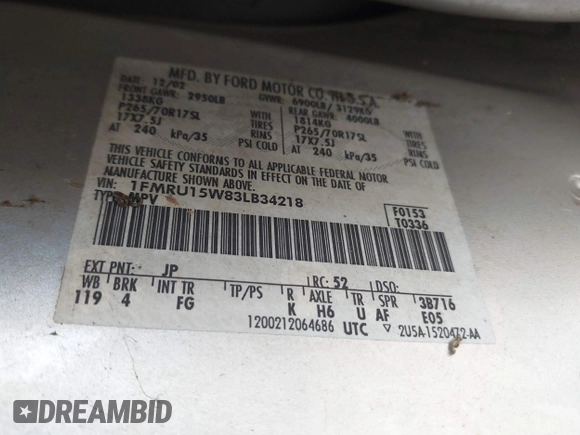 MFD. BY FORD MOTOR CO. IN U.S.A.
DATE: 12/02 GVWR: 6900LB/ 3129KG
FRONT GAWR: 2950LB REAR GAWR: 4000LB
1338KG WITH 1814KG WITH
P265/70R17SL TIRES P265/70R17SL TIRES
17X7.5J RIMS 17X7.5J RIMS
AT 240 kPa/35 PSI COLD AT 240 kPa/35 PSI COLD
THIS VEHICLE CONFORMS TO ALL APPLICABLE FEDERAL MOTOR
VEHICLE SAFETY STANDARDS IN EFFECT ON THE DATE OF
MANUFACTURE SHOWN ABOVE.
VIN: 1FMRU15W83LB34218
TYPE: MPV
F0153
T0336
EXT PNT: JP RC: 52 DSO:
WB BRK INT TR TP/PS R AXLE TR SPR 3B716
119 4 FG K H6 U AF E05
1200212064686 UTC ▽ 2U5A-1520472-AA
DREAMBID